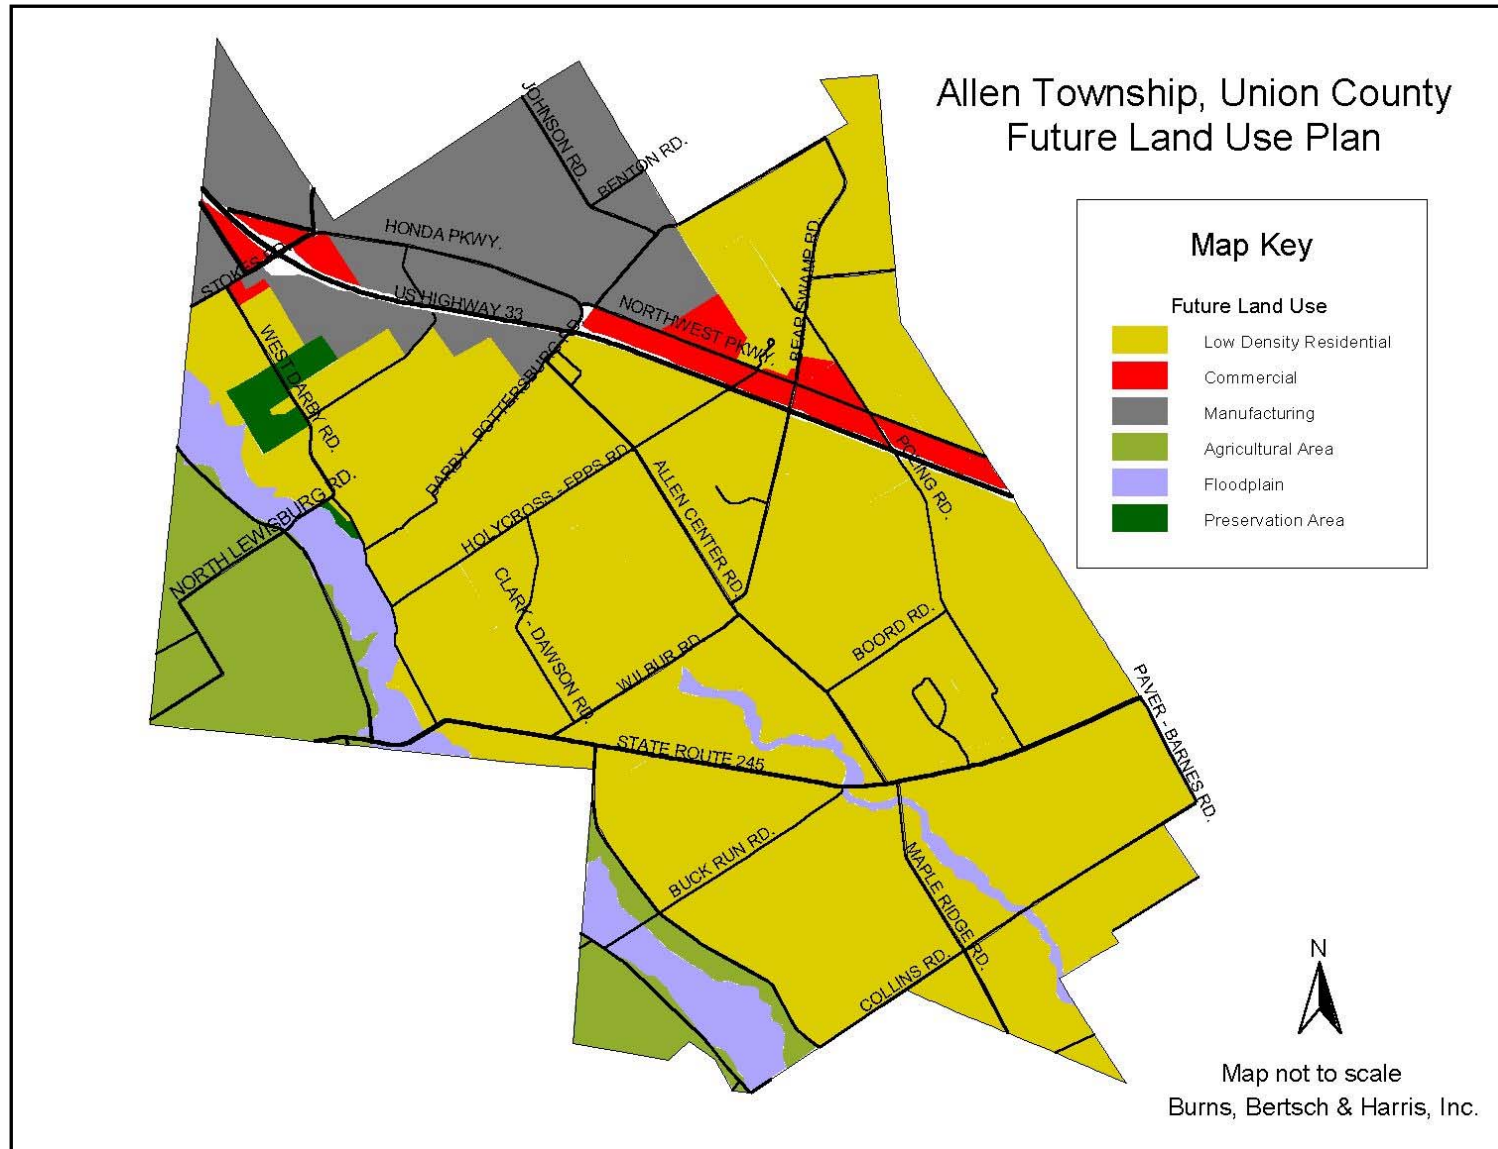 Allen Township, Union County
Future Land Use Plan
Map Key
Future Land Use
Low Density Residential
Commercial
Manufacturing
Agricultural Area
Floodplain
Preservation Area
JOHNSON RD.
BENTON RD.
HONDA PKWY.
STOKES RD.
US HIGHWAY 33
NORTHWEST PKWY.
BEAR SWAMP RD.
WEST DARBY RD.
DARBY - POTTERSBURG RD.
POLING RD.
HOLYCROSS - EPPS RD.
ALLEN CENTER RD.
NORTH LEWISBURG RD.
CLARK - DAWSON RD.
WILBUR RD.
BOORD RD.
PAVER - BARNES RD.
STATE ROUTE 245
BUCK RUN RD.
MAPLE RIDGE RD.
COLLINS RD.
N
Map not to scale
Burns, Bertsch & Harris, Inc.